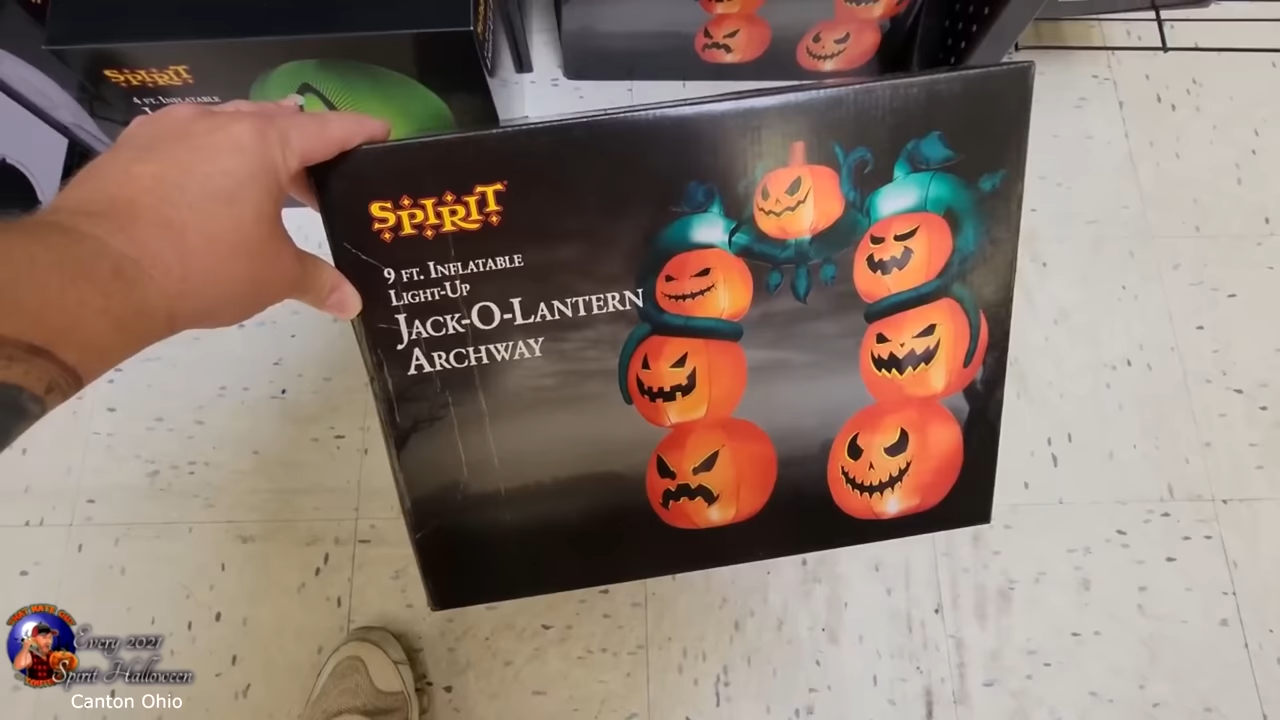 SPIRIT
4 FT. INFLATABLE
SPIRIT
9 FT. INFLATABLE
LIGHT-UP
JACK-O-LANTERN
ARCHWAY
Every 2021
Spirit Halloween
Canton Ohio